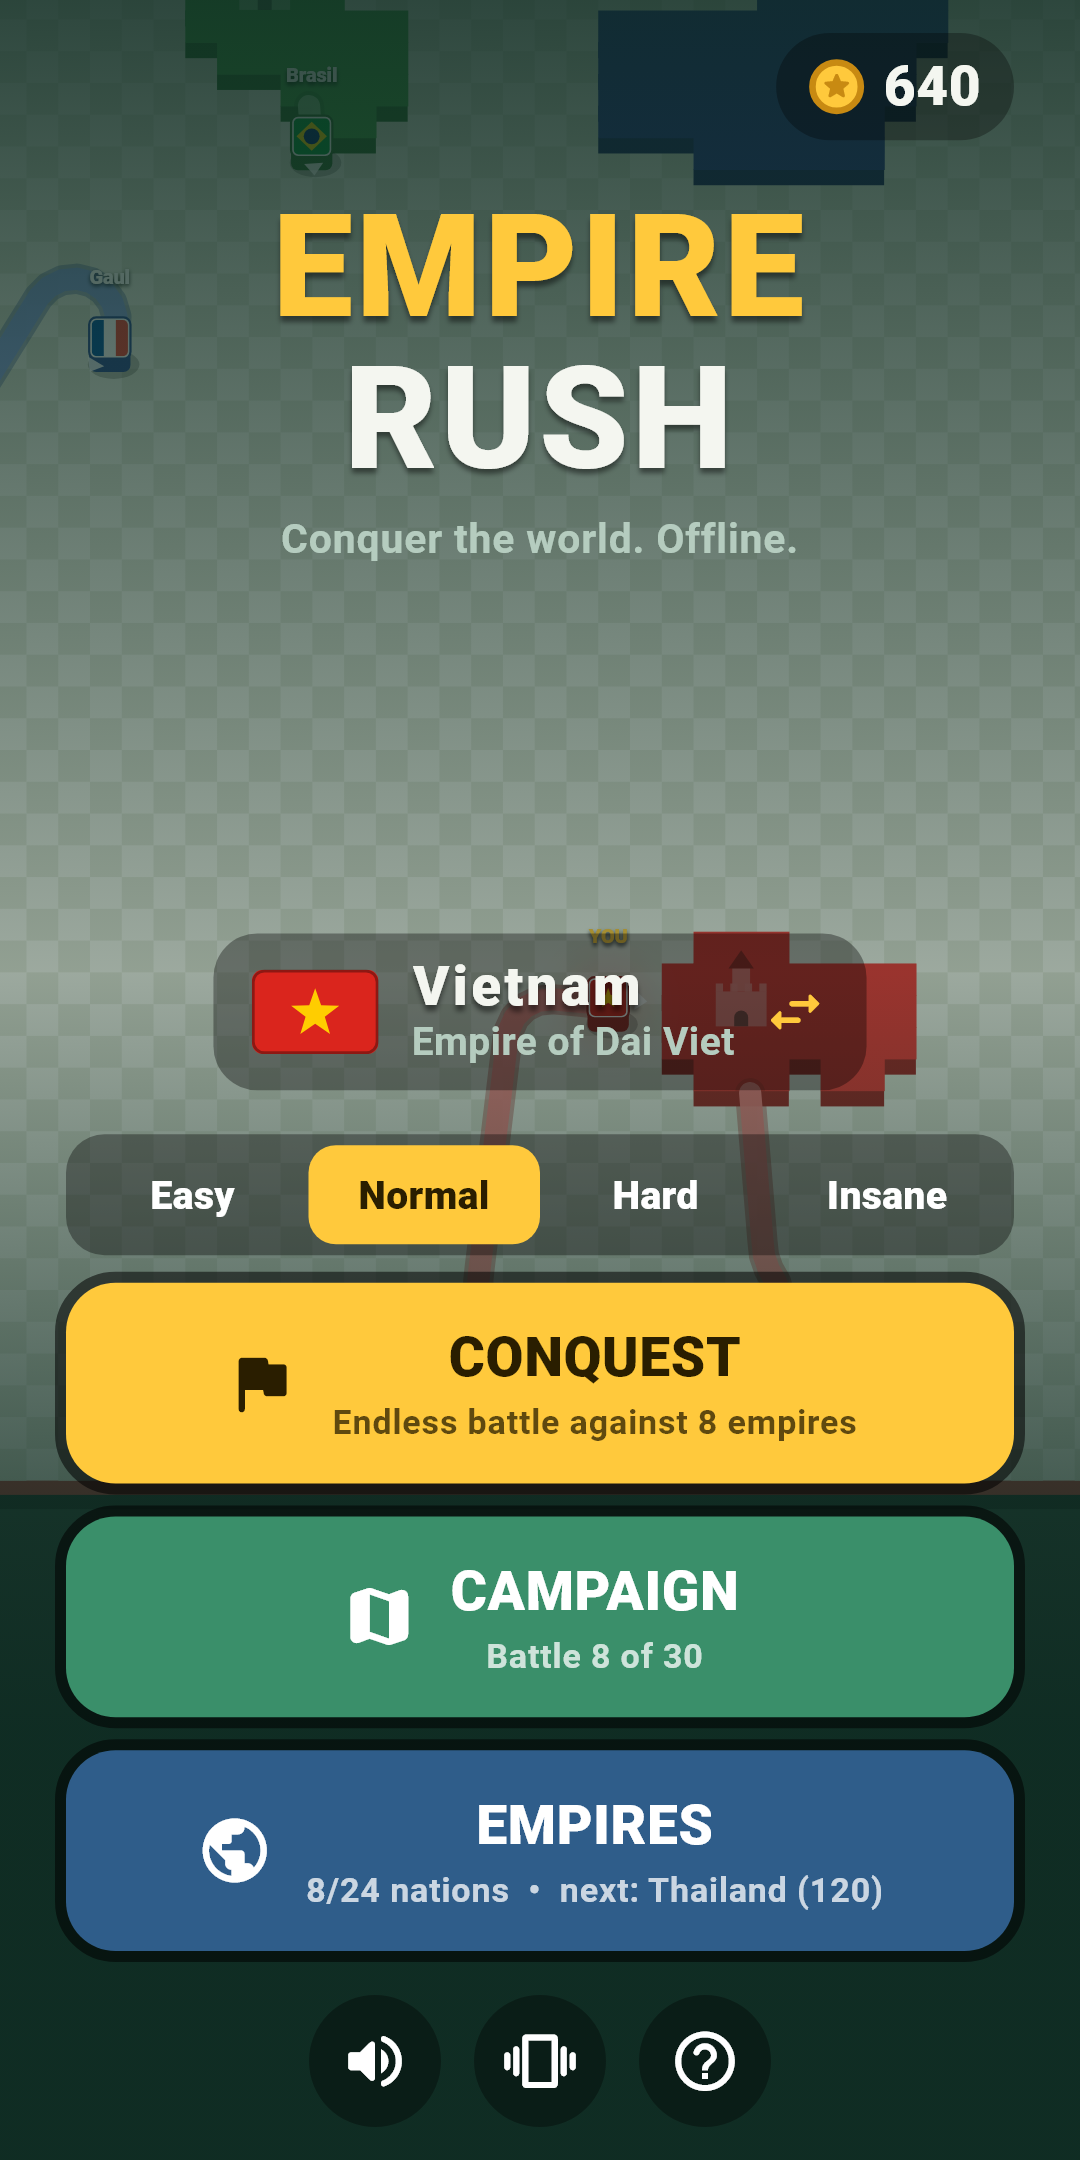 Brasil
640
Gaul
EMPIRE
RUSH
Conquer the world. Offline.
YOU
Vietnam
Empire of Dai Viet
Easy
Normal
Hard
Insane
CONQUEST
Endless battle against 8 empires
CAMPAIGN
Battle 8 of 30
EMPIRES
8/24 nations • next: Thailand (120)